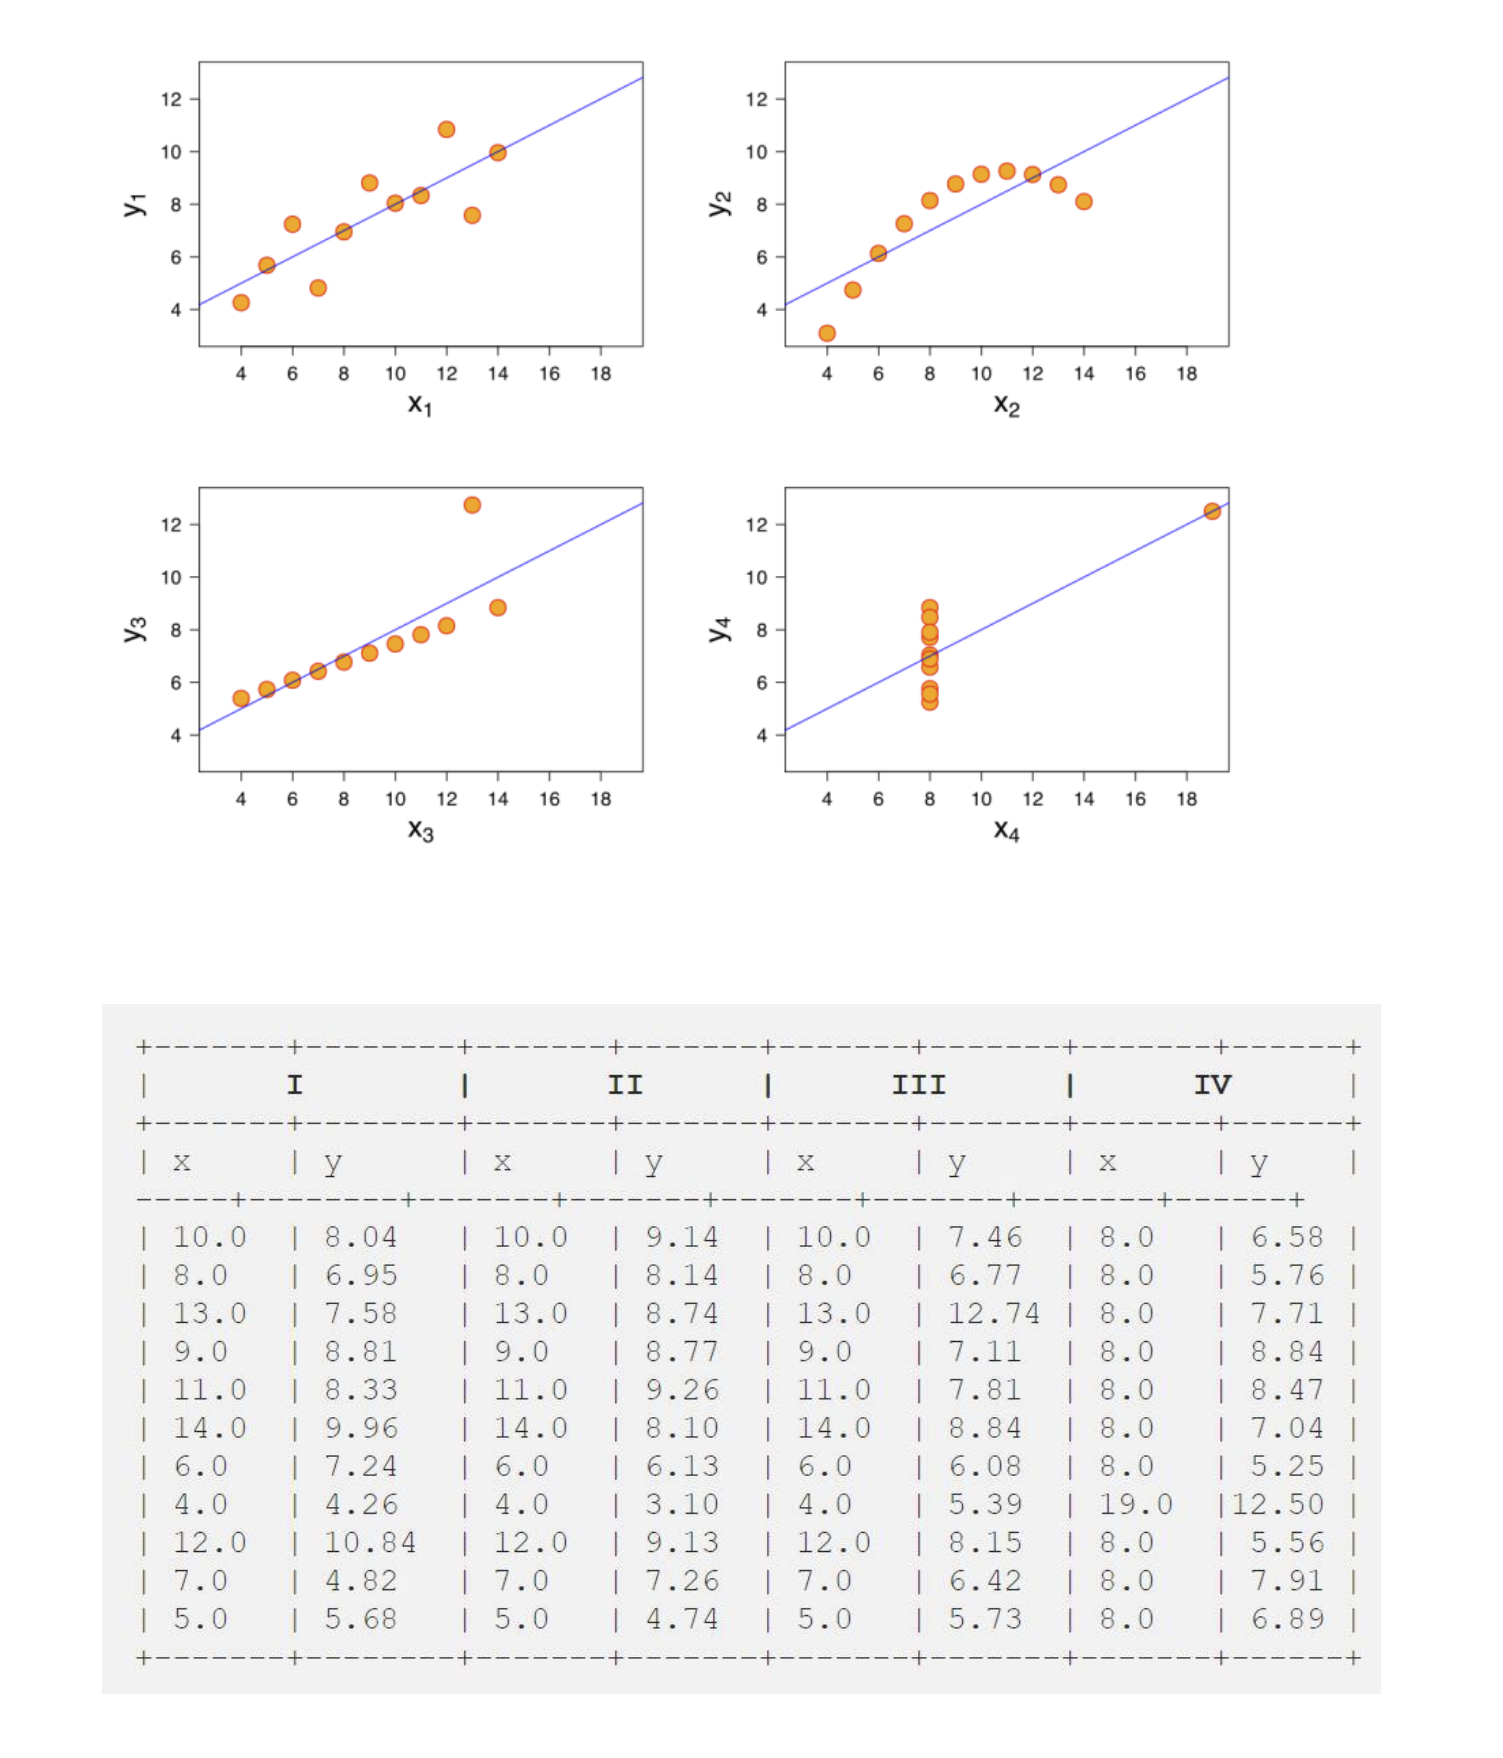 12
10
8
6
4
y1
4 6 8 10 12 14 16 18
x1
12
10
8
6
4
y2
4 6 8 10 12 14 16 18
x2
12
10
8
6
4
y3
4 6 8 10 12 14 16 18
x3
12
10
8
6
4
y4
4 6 8 10 12 14 16 18
x4
+-------+--------+-------+-------+-------+-------+-------+------+
|       I        |       II      |      III      |      IV      |
+-------+--------+-------+-------+-------+-------+-------+------+
| x     | y      | x     | y     | x     | y     | x     | y    |
-----+--------+-------+-------+-------+-------+-------+------+
| 10.0  | 8.04   | 10.0  | 9.14  | 10.0  | 7.46  | 8.0   | 6.58 |
| 8.0   | 6.95   | 8.0   | 8.14  | 8.0   | 6.77  | 8.0   | 5.76 |
| 13.0  | 7.58   | 13.0  | 8.74  | 13.0  | 12.74 | 8.0   | 7.71 |
| 9.0   | 8.81   | 9.0   | 8.77  | 9.0   | 7.11  | 8.0   | 8.84 |
| 11.0  | 8.33   | 11.0  | 9.26  | 11.0  | 7.81  | 8.0   | 8.47 |
| 14.0  | 9.96   | 14.0  | 8.10  | 14.0  | 8.84  | 8.0   | 7.04 |
| 6.0   | 7.24   | 6.0   | 6.13  | 6.0   | 6.08  | 8.0   | 5.25 |
| 4.0   | 4.26   | 4.0   | 3.10  | 4.0   | 5.39  | 19.0  |12.50 |
| 12.0  | 10.84  | 12.0  | 9.13  | 12.0  | 8.15  | 8.0   | 5.56 |
| 7.0   | 4.82   | 7.0   | 7.26  | 7.0   | 6.42  | 8.0   | 7.91 |
| 5.0   | 5.68   | 5.0   | 4.74  | 5.0   | 5.73  | 8.0   | 6.89 |
+-------+--------+-------+-------+-------+-------+-------+------+